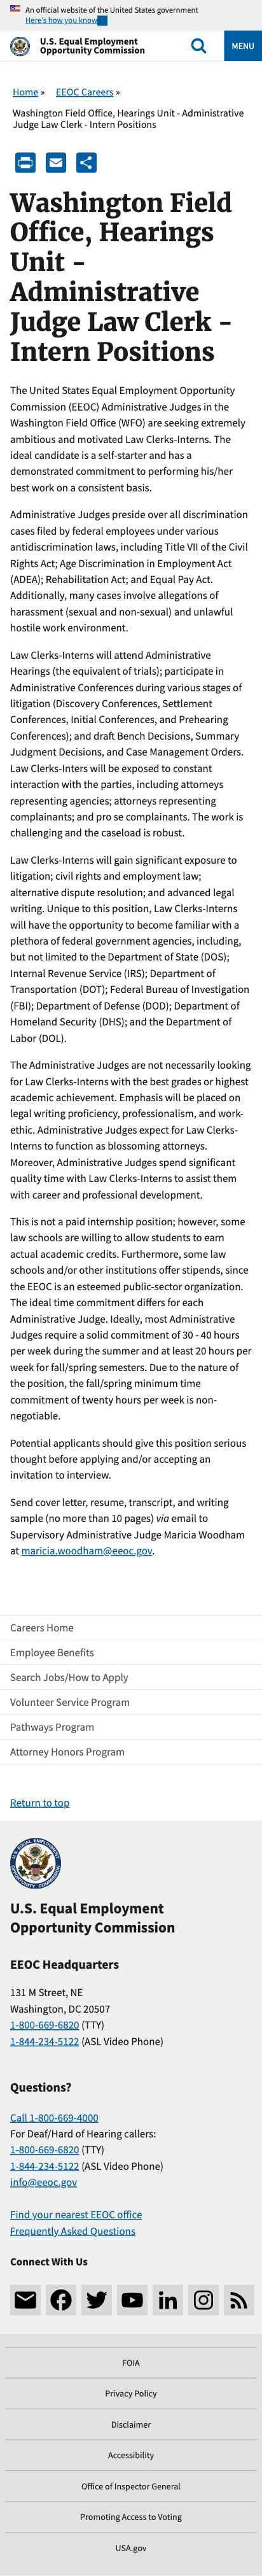 An official website of the United States government
Here's how you know
U.S. Equal Employment
Opportunity Commission
MENU
Home » EEOC Careers »
Washington Field Office, Hearings Unit - Administrative
Judge Law Clerk - Intern Positions
Washington Field
Office, Hearings
Unit -
Administrative
Judge Law Clerk -
Intern Positions
The United States Equal Employment Opportunity
Commission (EEOC) Administrative Judges in the
Washington Field Office (WFO) are seeking extremely
ambitious and motivated Law Clerks-Interns. The
ideal candidate is a self-starter and has a
demonstrated commitment to performing his/her
best work on a consistent basis.
Administrative Judges preside over all discrimination
cases filed by federal employees under various
antidiscrimination laws, including Title VII of the Civil
Rights Act; Age Discrimination in Employment Act
(ADEA); Rehabilitation Act; and Equal Pay Act.
Additionally, many cases involve allegations of
harassment (sexual and non-sexual) and unlawful
hostile work environment.
Law Clerks-Interns will attend Administrative
Hearings (the equivalent of trials); participate in
Administrative Conferences during various stages of
litigation (Discovery Conferences, Settlement
Conferences, Initial Conferences, and Prehearing
Conferences); and draft Bench Decisions, Summary
Judgment Decisions, and Case Management Orders.
Law Clerks-Inters will be exposed to constant
interaction with the parties, including attorneys
representing agencies; attorneys representing
complainants; and pro se complainants. The work is
challenging and the caseload is robust.
Law Clerks-Interns will gain significant exposure to
litigation; civil rights and employment law;
alternative dispute resolution; and advanced legal
writing. Unique to this position, Law Clerks-Interns
will have the opportunity to become familiar with a
plethora of federal government agencies, including,
but not limited to the Department of State (DOS);
Internal Revenue Service (IRS); Department of
Transportation (DOT); Federal Bureau of Investigation
(FBI); Department of Defense (DOD); Department of
Homeland Security (DHS); and the Department of
Labor (DOL).
The Administrative Judges are not necessarily looking
for Law Clerks-Interns with the best grades or highest
academic achievement. Emphasis will be placed on
legal writing proficiency, professionalism, and work-
ethic. Administrative Judges expect for Law Clerks-
Interns to function as blossoming attorneys.
Moreover, Administrative Judges spend significant
quality time with Law Clerks-Interns to assist them
with career and professional development.
This is not a paid internship position; however, some
law schools are willing to allow students to earn
actual academic credits. Furthermore, some law
schools and/or other institutions offer stipends, since
the EEOC is an esteemed public-sector organization.
The ideal time commitment differs for each
Administrative Judge. Ideally, most Administrative
Judges require a solid commitment of 30 - 40 hours
per week during the summer and at least 20 hours per
week for fall/spring semesters. Due to the nature of
the position, the fall/spring minimum time
commitment of twenty hours per week is non-
negotiable.
Potential applicants should give this position serious
thought before applying and/or accepting an
invitation to interview.
Send cover letter, resume, transcript, and writing
sample (no more than 10 pages) via email to
Supervisory Administrative Judge Maricia Woodham
at maricia.woodham@eeoc.gov.
Careers Home
Employee Benefits
Search Jobs/How to Apply
Volunteer Service Program
Pathways Program
Attorney Honors Program
Return to top
U.S. Equal Employment
Opportunity Commission
EEOC Headquarters
131 M Street, NE
Washington, DC 20507
1-800-669-6820 (TTY)
1-844-234-5122 (ASL Video Phone)
Questions?
Call 1-800-669-4000
For Deaf/Hard of Hearing callers:
1-800-669-6820 (TTY)
1-844-234-5122 (ASL Video Phone)
info@eeoc.gov
Find your nearest EEOC office
Frequently Asked Questions
Connect With Us
FOIA
Privacy Policy
Disclaimer
Accessibility
Office of Inspector General
Promoting Access to Voting
USA.gov